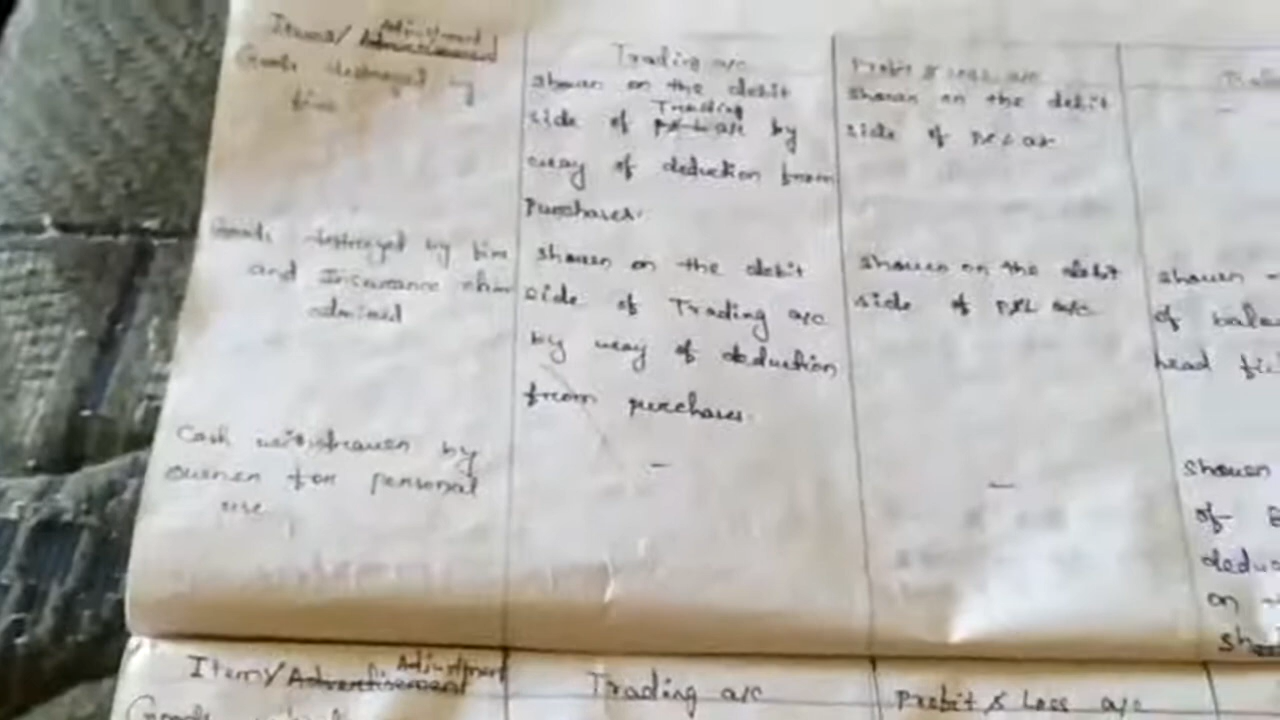 Items/ Advertisement Adjustment
Trading a/c
Profit & Loss a/c
Goods destroyed by
fire
shown on the debit
side of P&L a/c Trading by
way of deduction from
purchases.
shown on the debit
side of P&L a/c
Goods destroyed by fire
and Insurance claim
admitted
shown on the debit
side of Trading a/c
by way of deduction
from purchases.
shown on the debit
side of P&L a/c
shown
of
head
Cash withdrawn by
owner for personal
use
-
-
shown
of
on
Items/ Advertisement Adjustment
Trading a/c
Profit & Loss a/c
Goods